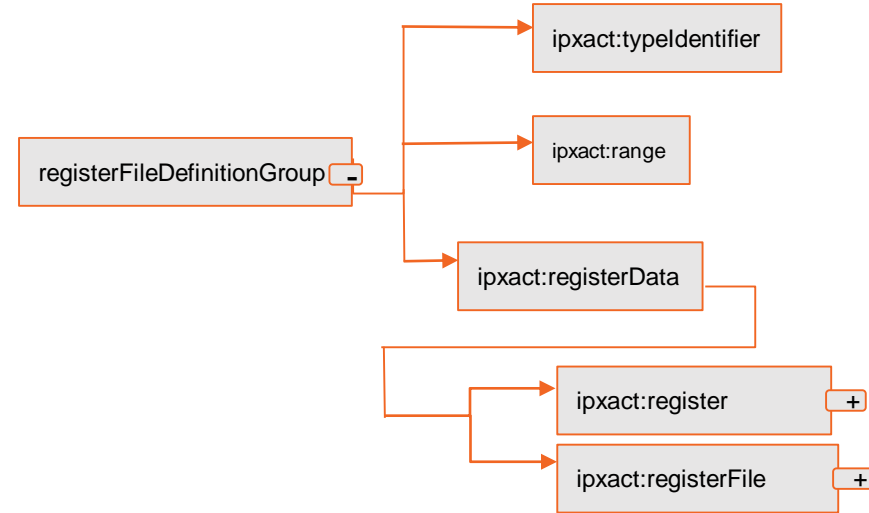 ipxact:typeIdentifier
ipxact:range
registerFileDefinitionGroup -
ipxact:registerData
ipxact:register +
ipxact:registerFile +